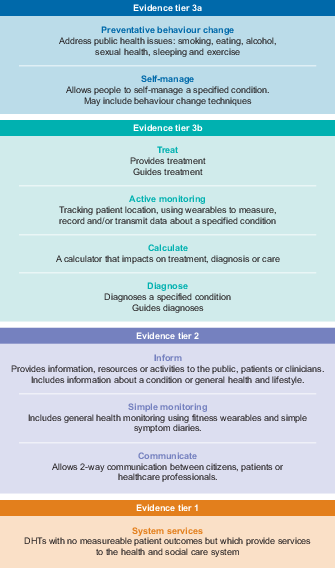 Evidence tier 3a
Preventative behaviour change
Address public health issues: smoking, eating, alcohol,
sexual health, sleeping and exercise
Self-manage
Allows people to self-manage a specified condition.
May include behaviour change techniques
Evidence tier 3b
Treat
Provides treatment
Guides treatment
Active monitoring
Tracking patient location, using wearables to measure,
record and/or transmit data about a specified condition
Calculate
A calculator that impacts on treatment, diagnosis or care
Diagnose
Diagnoses a specified condition
Guides diagnoses
Evidence tier 2
Inform
Provides information, resources or activities to the public, patients or clinicians.
Includes information about a condition or general health and lifestyle.
Simple monitoring
Includes general health monitoring using fitness wearables and simple
symptom diaries.
Communicate
Allows 2-way communication between citizens, patients or
healthcare professionals.
Evidence tier 1
System services
DHTs with no measureable patient outcomes but which provide services
to the health and social care system